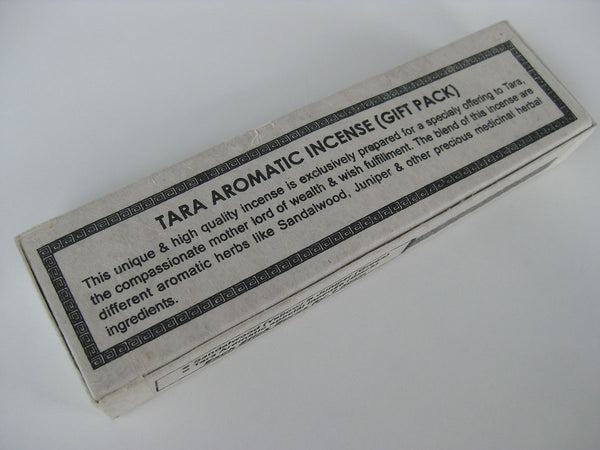 TARA AROMATIC INCENSE (GIFT PACK)
This unique & high quality incense is exclusively prepared for a specialy offering to Tara,
the compassionate mother lord of wealth & wish fulfillment. The blend of this incense are
different aromatic herbs like Sandalwood, Juniper & other precious medicinal herbal
ingredients.